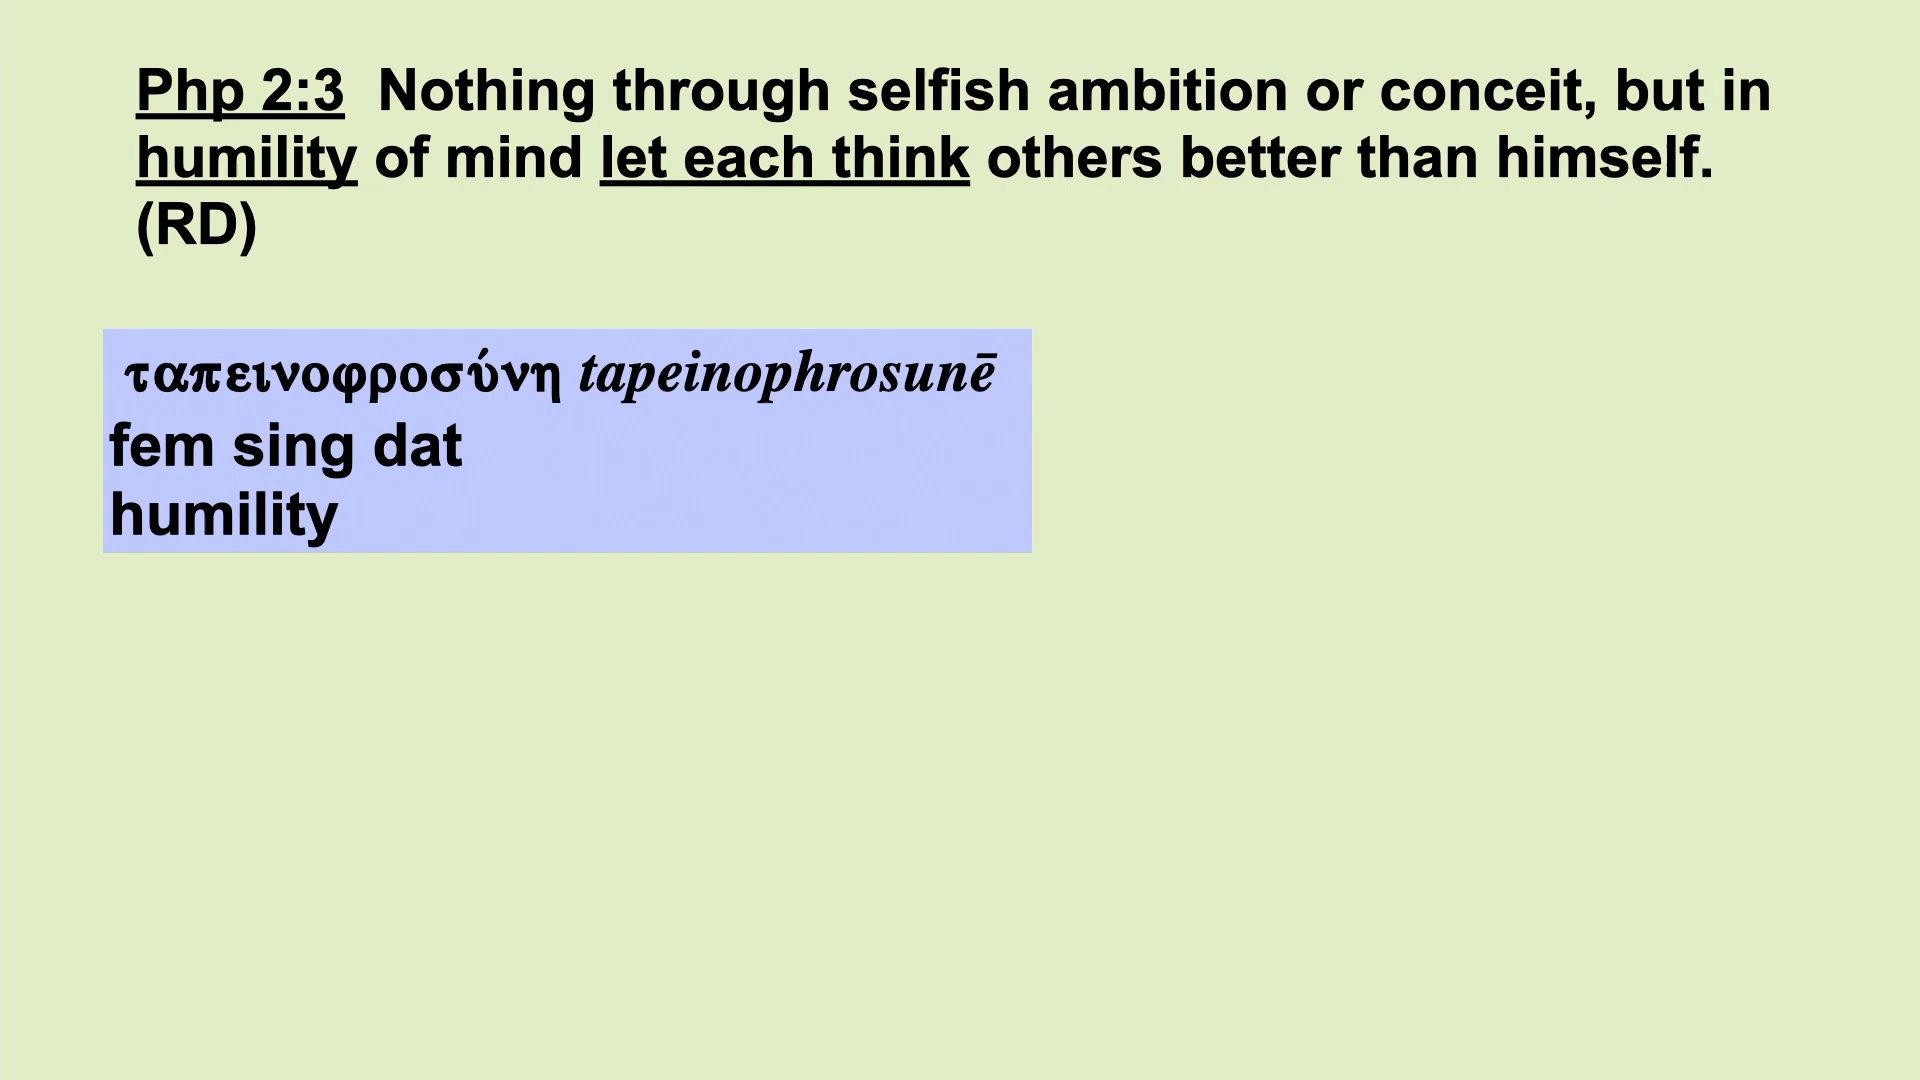 Php 2:3  Nothing through selfish ambition or conceit, but in
humility of mind let each think others better than himself.
(RD)
ταπεινοφροσύνη tapeinophrosunē
fem sing dat
humility